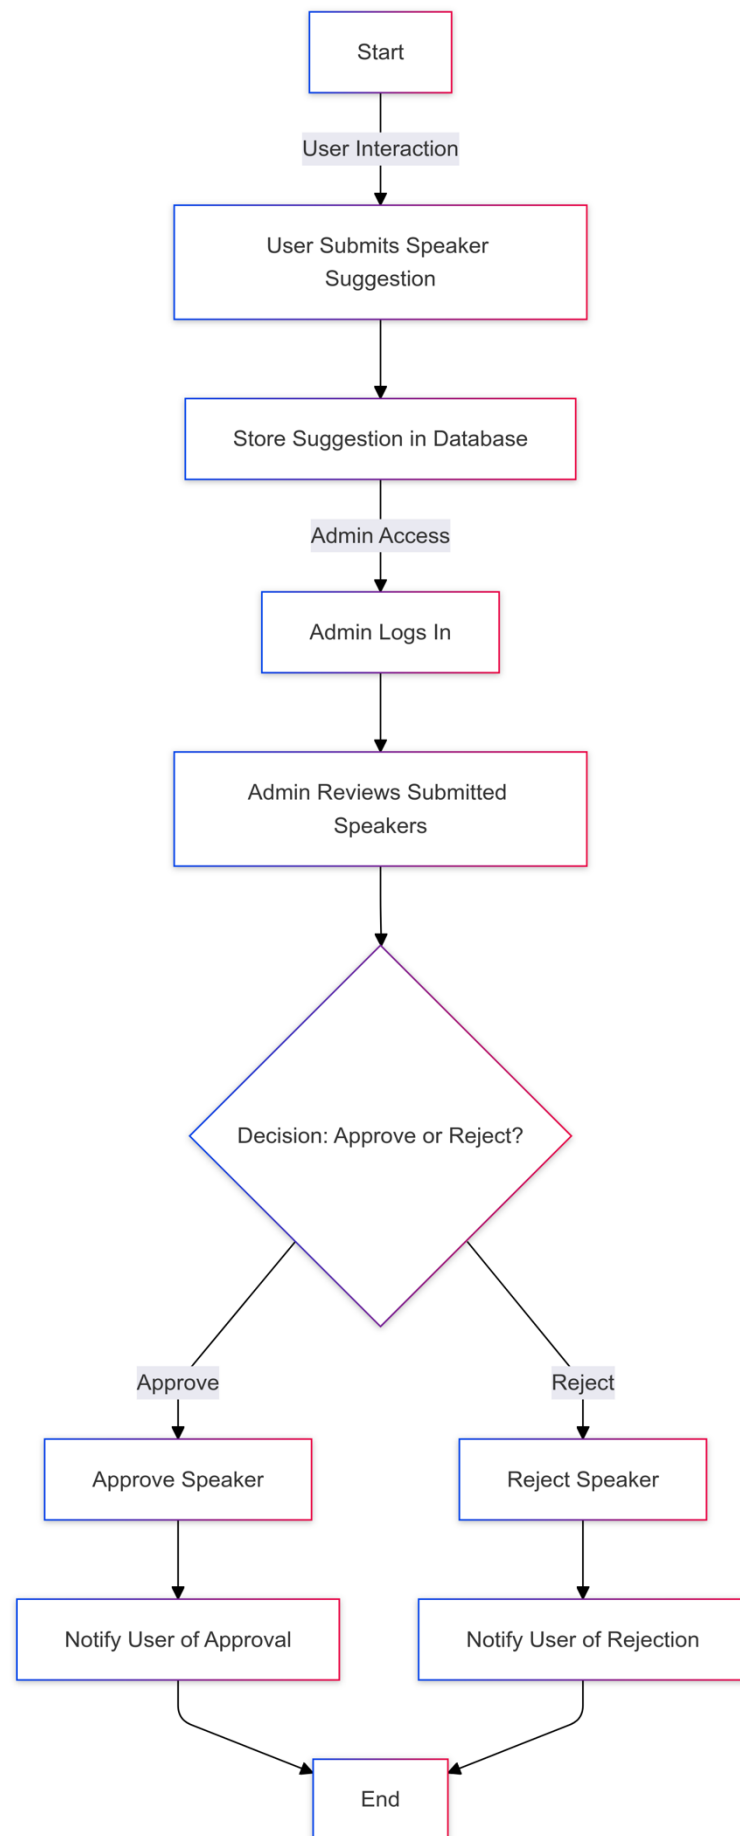 Start
User Interaction
User Submits Speaker
Suggestion
Store Suggestion in Database
Admin Access
Admin Logs In
Admin Reviews Submitted
Speakers
Decision: Approve or Reject?
Approve
Reject
Approve Speaker
Reject Speaker
Notify User of Approval
Notify User of Rejection
End